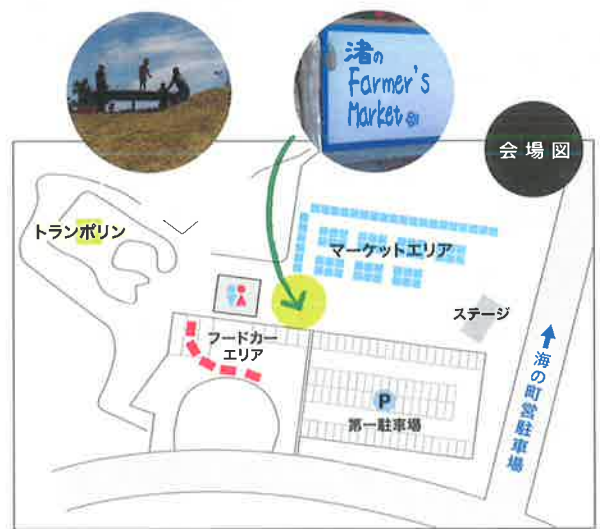 渚の
Farmer's
Market
会場図
トランポリン
マーケットエリア
ステージ
フードカー
エリア
P
第一駐車場
海の町営駐車場